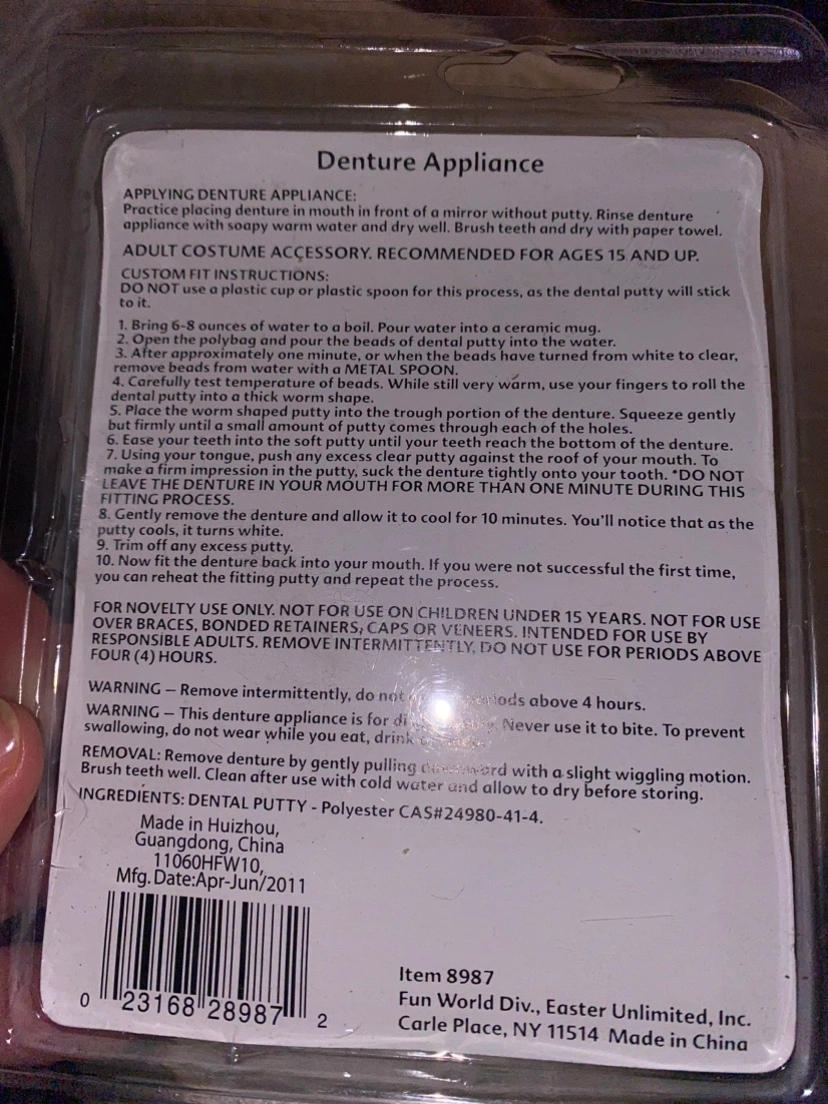 Denture Appliance
APPLYING DENTURE APPLIANCE:
Practice placing denture in mouth in front of a mirror without putty. Rinse denture
appliance with soapy warm water and dry well. Brush teeth and dry with paper towel.
ADULT COSTUME ACCESSORY. RECOMMENDED FOR AGES 15 AND UP.
CUSTOM FIT INSTRUCTIONS:
DO NOT use a plastic cup or plastic spoon for this process, as the dental putty will stick
to it.
1. Bring 6-8 ounces of water to a boil. Pour water into a ceramic mug.
2. Open the polybag and pour the beads of dental putty into the water.
3. After approximately one minute, or when the beads have turned from white to clear,
remove beads from water with a METAL SPOON.
4. Carefully test temperature of beads. While still very warm, use your fingers to roll the
dental putty into a thick worm shape.
5. Place the worm shaped putty into the trough portion of the denture. Squeeze gently
but firmly until a small amount of putty comes through each of the holes.
6. Ease your teeth into the soft putty until your teeth reach the bottom of the denture.
7. Using your tongue, push any excess clear putty against the roof of your mouth. To
make a firm impression in the putty, suck the denture tightly onto your tooth. *DO NOT
LEAVE THE DENTURE IN YOUR MOUTH FOR MORE THAN ONE MINUTE DURING THIS
FITTING PROCESS.
8. Gently remove the denture and allow it to cool for 10 minutes. You'll notice that as the
putty cools, it turns white.
9. Trim off any excess putty.
10. Now fit the denture back into your mouth. If you were not successful the first time,
you can reheat the fitting putty and repeat the process.
FOR NOVELTY USE ONLY. NOT FOR USE ON CHILDREN UNDER 15 YEARS. NOT FOR USE
OVER BRACES, BONDED RETAINERS, CAPS OR VENEERS. INTENDED FOR USE BY
RESPONSIBLE ADULTS. REMOVE INTERMITTENTLY, DO NOT USE FOR PERIODS ABOVE
FOUR (4) HOURS.
WARNING – Remove intermittently, do not periods above 4 hours.
WARNING – This denture appliance is for Never use it to bite. To prevent
swallowing, do not wear while you eat, drink
REMOVAL: Remove denture by gently pulling with a slight wiggling motion.
Brush teeth well. Clean after use with cold water and allow to dry before storing.
INGREDIENTS: DENTAL PUTTY - Polyester CAS#24980-41-4.
Made in Huizhou,
Guangdong, China
11060HFW10,
Mfg. Date:Apr-Jun/2011
0 23168 28987 2
Item 8987
Fun World Div., Easter Unlimited, Inc.
Carle Place, NY 11514 Made in China